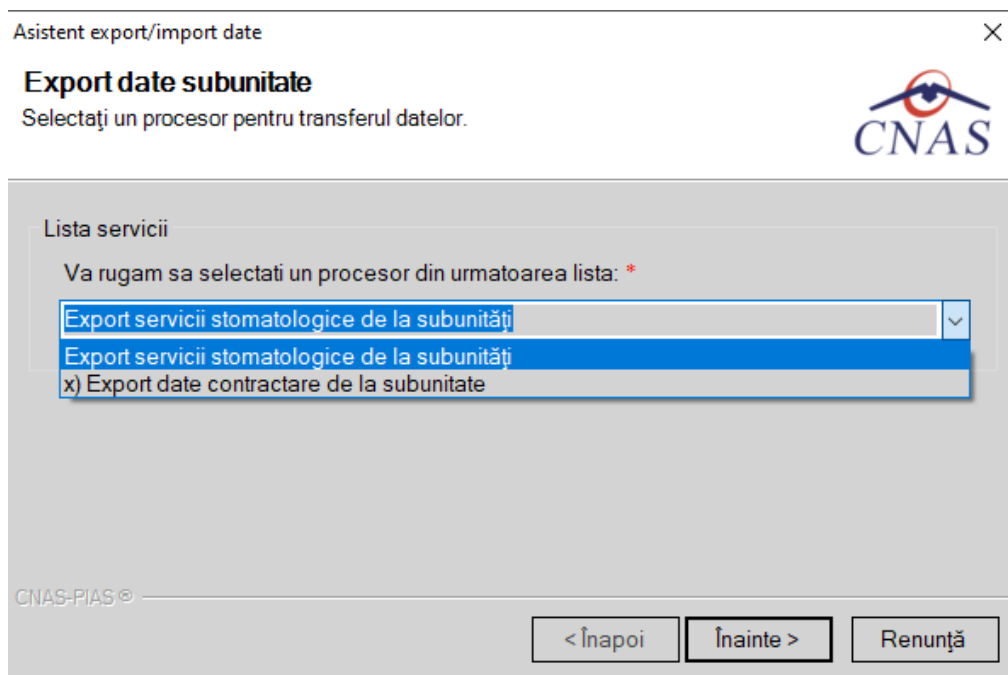 Asistent export/import date
Export date subunitate
Selectaţi un procesor pentru transferul datelor.
CNAS
Lista servicii
Va rugam sa selectati un procesor din urmatoarea lista: *
Export servicii stomatologice de la subunităţi
Export servicii stomatologice de la subunităţi
x) Export date contractare de la subunitate
CNAS-PIAS ®
< Înapoi
Înainte >
Renunţă